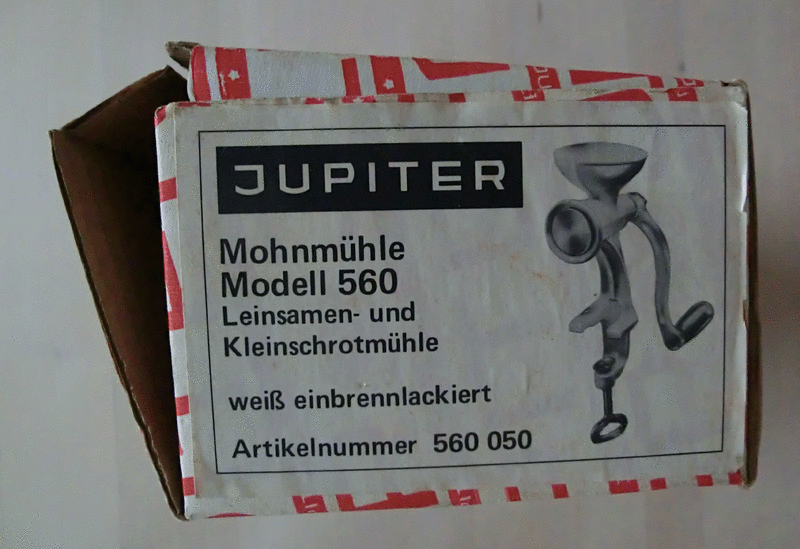 JUPITER
Mohnmühle
Modell 560
Leinsamen- und
Kleinschrotmühle
weiß einbrennlackiert
Artikelnummer 560 050